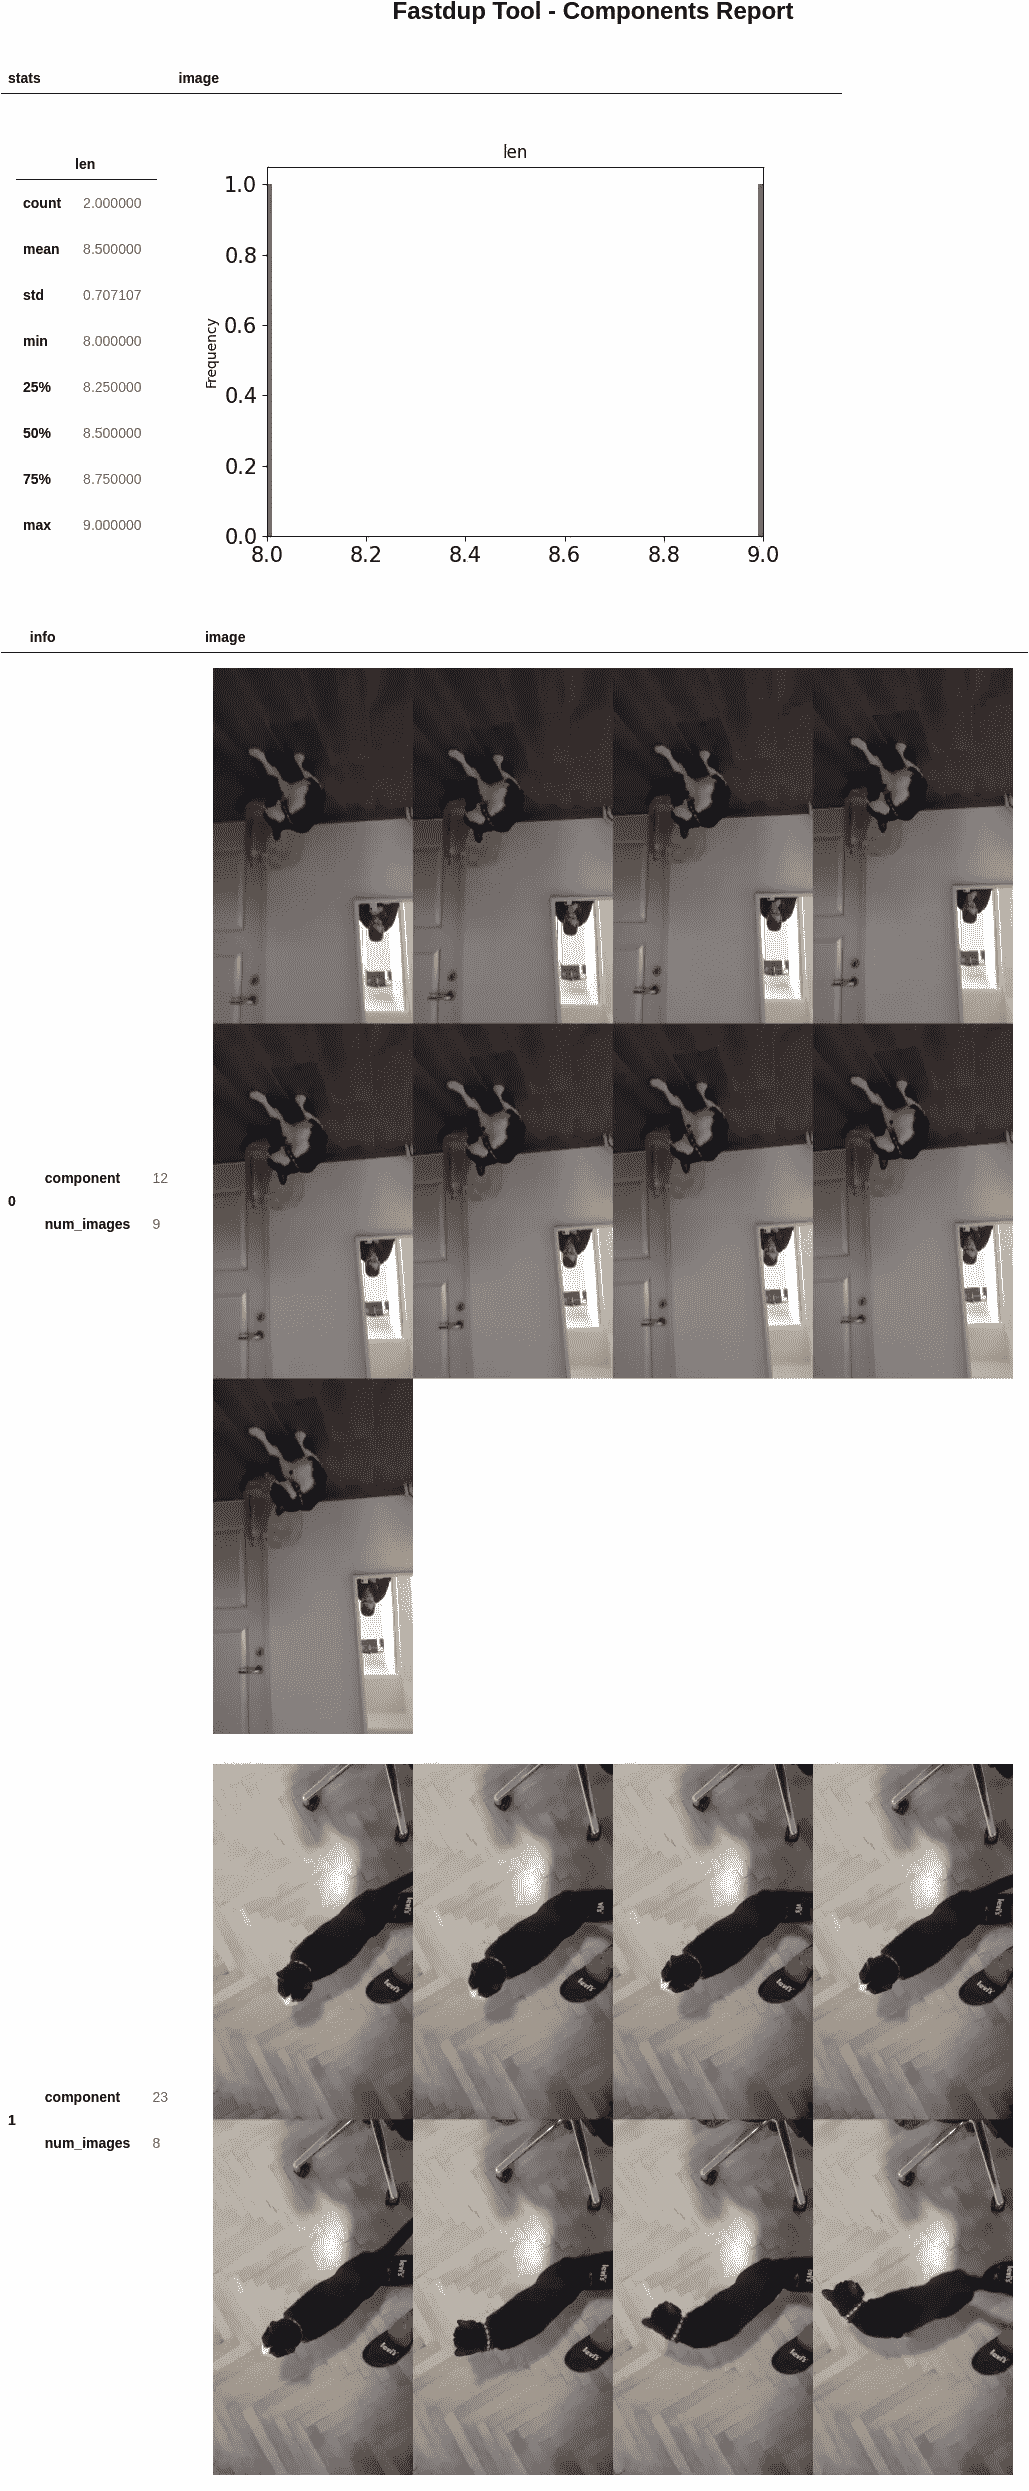 Fastdup Tool - Components Report
stats image
len
count 2.000000
mean 8.500000
std 0.707107
min 8.000000
25% 8.250000
50% 8.500000
75% 8.750000
max 9.000000
len
Frequency
1.0
0.8
0.6
0.4
0.2
0.0
8.0 8.2 8.4 8.6 8.8 9.0
info image
0
component 12
num_images 9
1
component 23
num_images 8